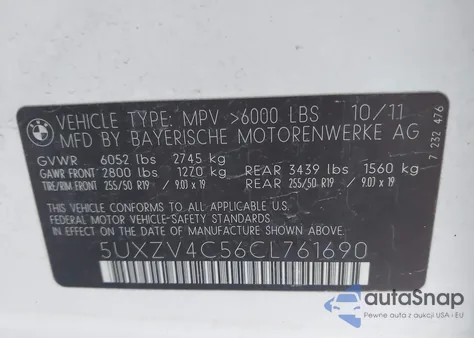 BMW
VEHICLE TYPE: MPV >6000 LBS 10/11
MFD BY BAYERISCHE MOTORENWERKE AG
GVWR 6052 lbs 2745 kg
GAWR FRONT 2800 lbs 1270 kg REAR 3439 lbs 1560 kg
TIRE/RIM FRONT 255/50 R19 / 9.0J x 19 REAR 255/50 R19 / 9.0J x 19
THIS VEHICLE CONFORMS TO ALL APPLICABLE U.S.
FEDERAL MOTOR VEHICLE SAFETY STANDARDS
IN EFFECT ON THE DATE OF MANUFACTURE
SHOWN ABOVE.
5UXZV4C56CL761690
7 232 476
autoSnap
Pewne auta z USA i EU